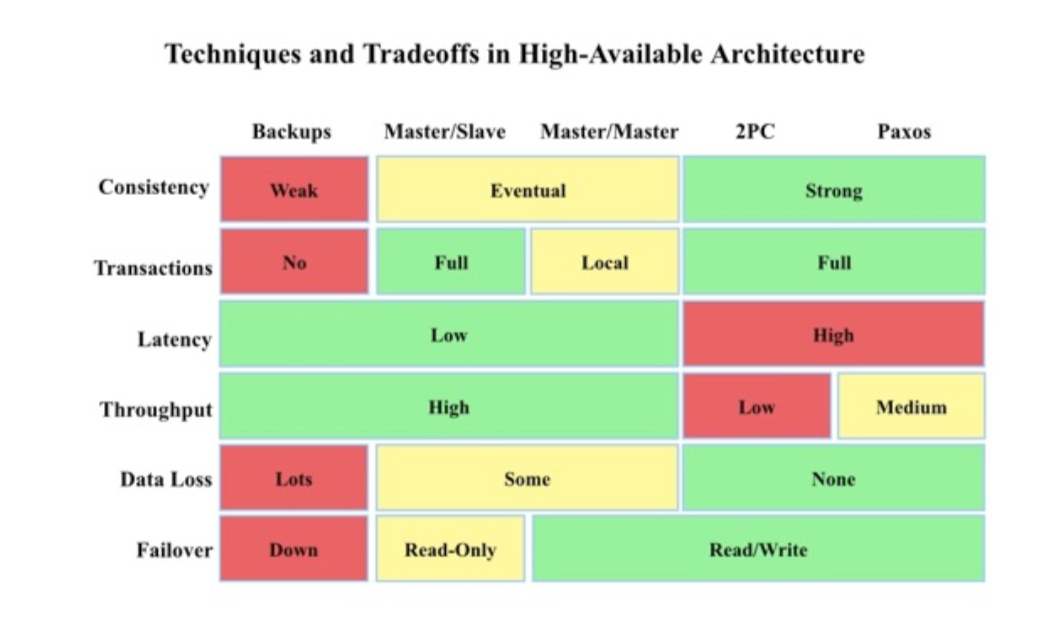 Techniques and Tradeoffs in High-Available Architecture
Backups Master/Slave Master/Master 2PC Paxos
Consistency Weak Eventual Strong
Transactions No Full Local Full
Latency Low High
Throughput High Low Medium
Data Loss Lots Some None
Failover Down Read-Only Read/Write